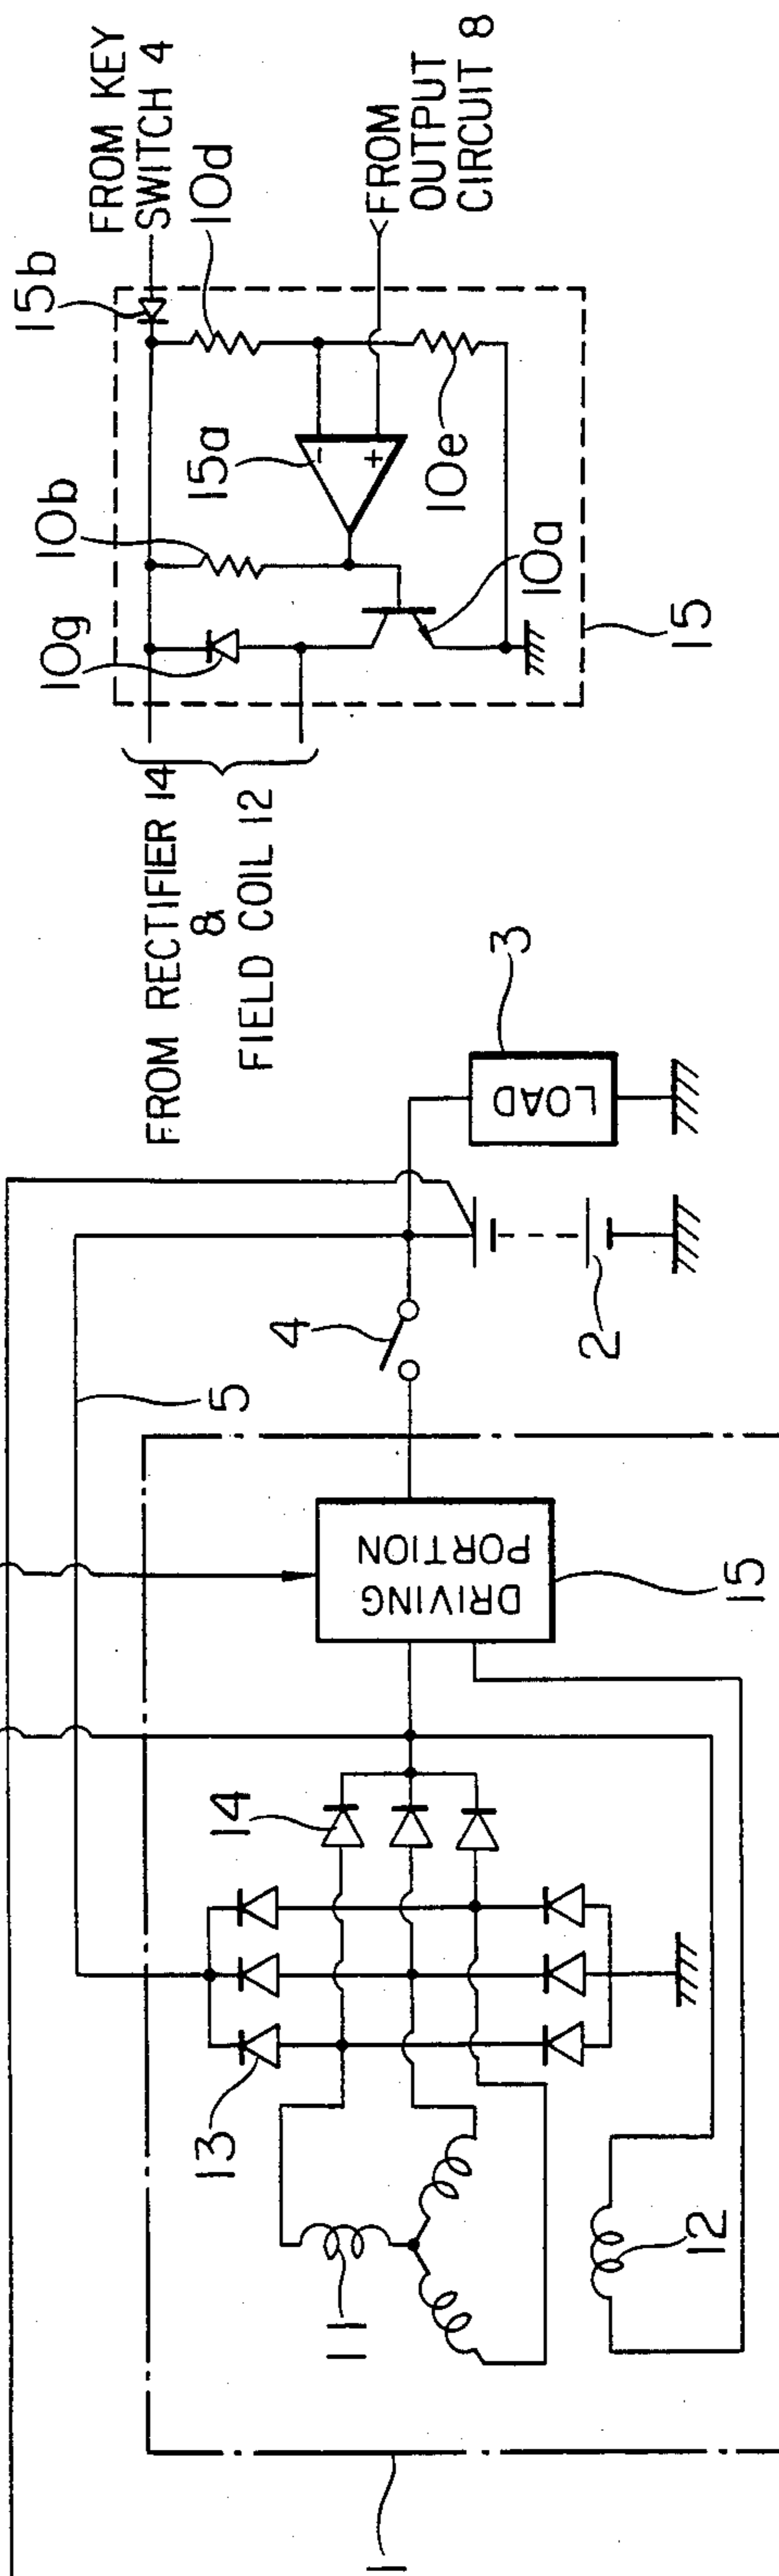 FROM KEY
SWITCH 4
15b
10d
FROM
OUTPUT
CIRCUIT 8
10b
15a
-
+
10e
10g
10a
15
FROM RECTIFIER 14
&
FIELD COIL 12
3
LOAD
4
2
5
DRIVING
PORTION
15
14
13
11
12
1